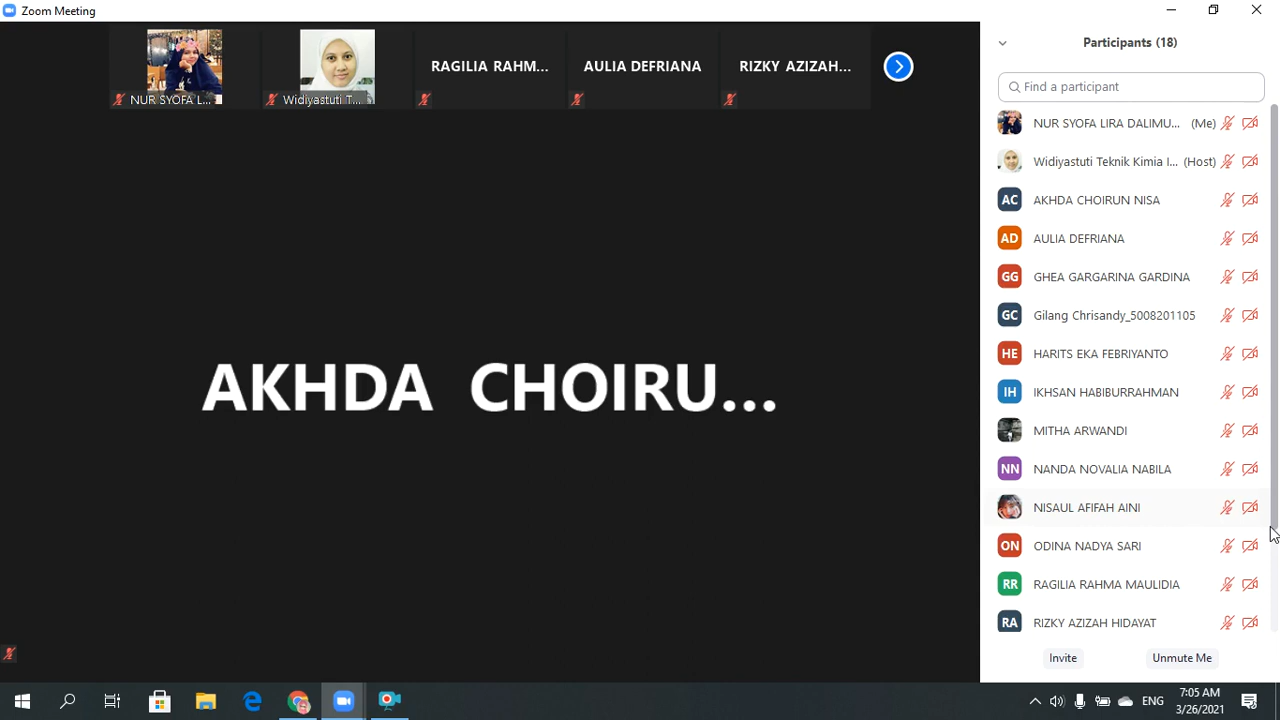 Zoom Meeting
NUR SYOFA L...
Widiyastuti T...
RAGILIA RAHM...
AULIA DEFRIANA
RIZKY AZIZAH...
AKHDA CHOIRU...
Participants (18)
Find a participant
NUR SYOFA LIRA DALIMU... (Me)
Widiyastuti Teknik Kimia I... (Host)
AC AKHDA CHOIRUN NISA
AD AULIA DEFRIANA
GG GHEA GARGARINA GARDINA
GC Gilang Chrisandy_5008201105
HE HARITS EKA FEBRIYANTO
IH IKHSAN HABIBURRAHMAN
MITHA ARWANDI
NN NANDA NOVALIA NABILA
NISAUL AFIFAH AINI
ON ODINA NADYA SARI
RR RAGILIA RAHMA MAULIDIA
RA RIZKY AZIZAH HIDAYAT
Invite
Unmute Me
ENG
7:05 AM
3/26/2021